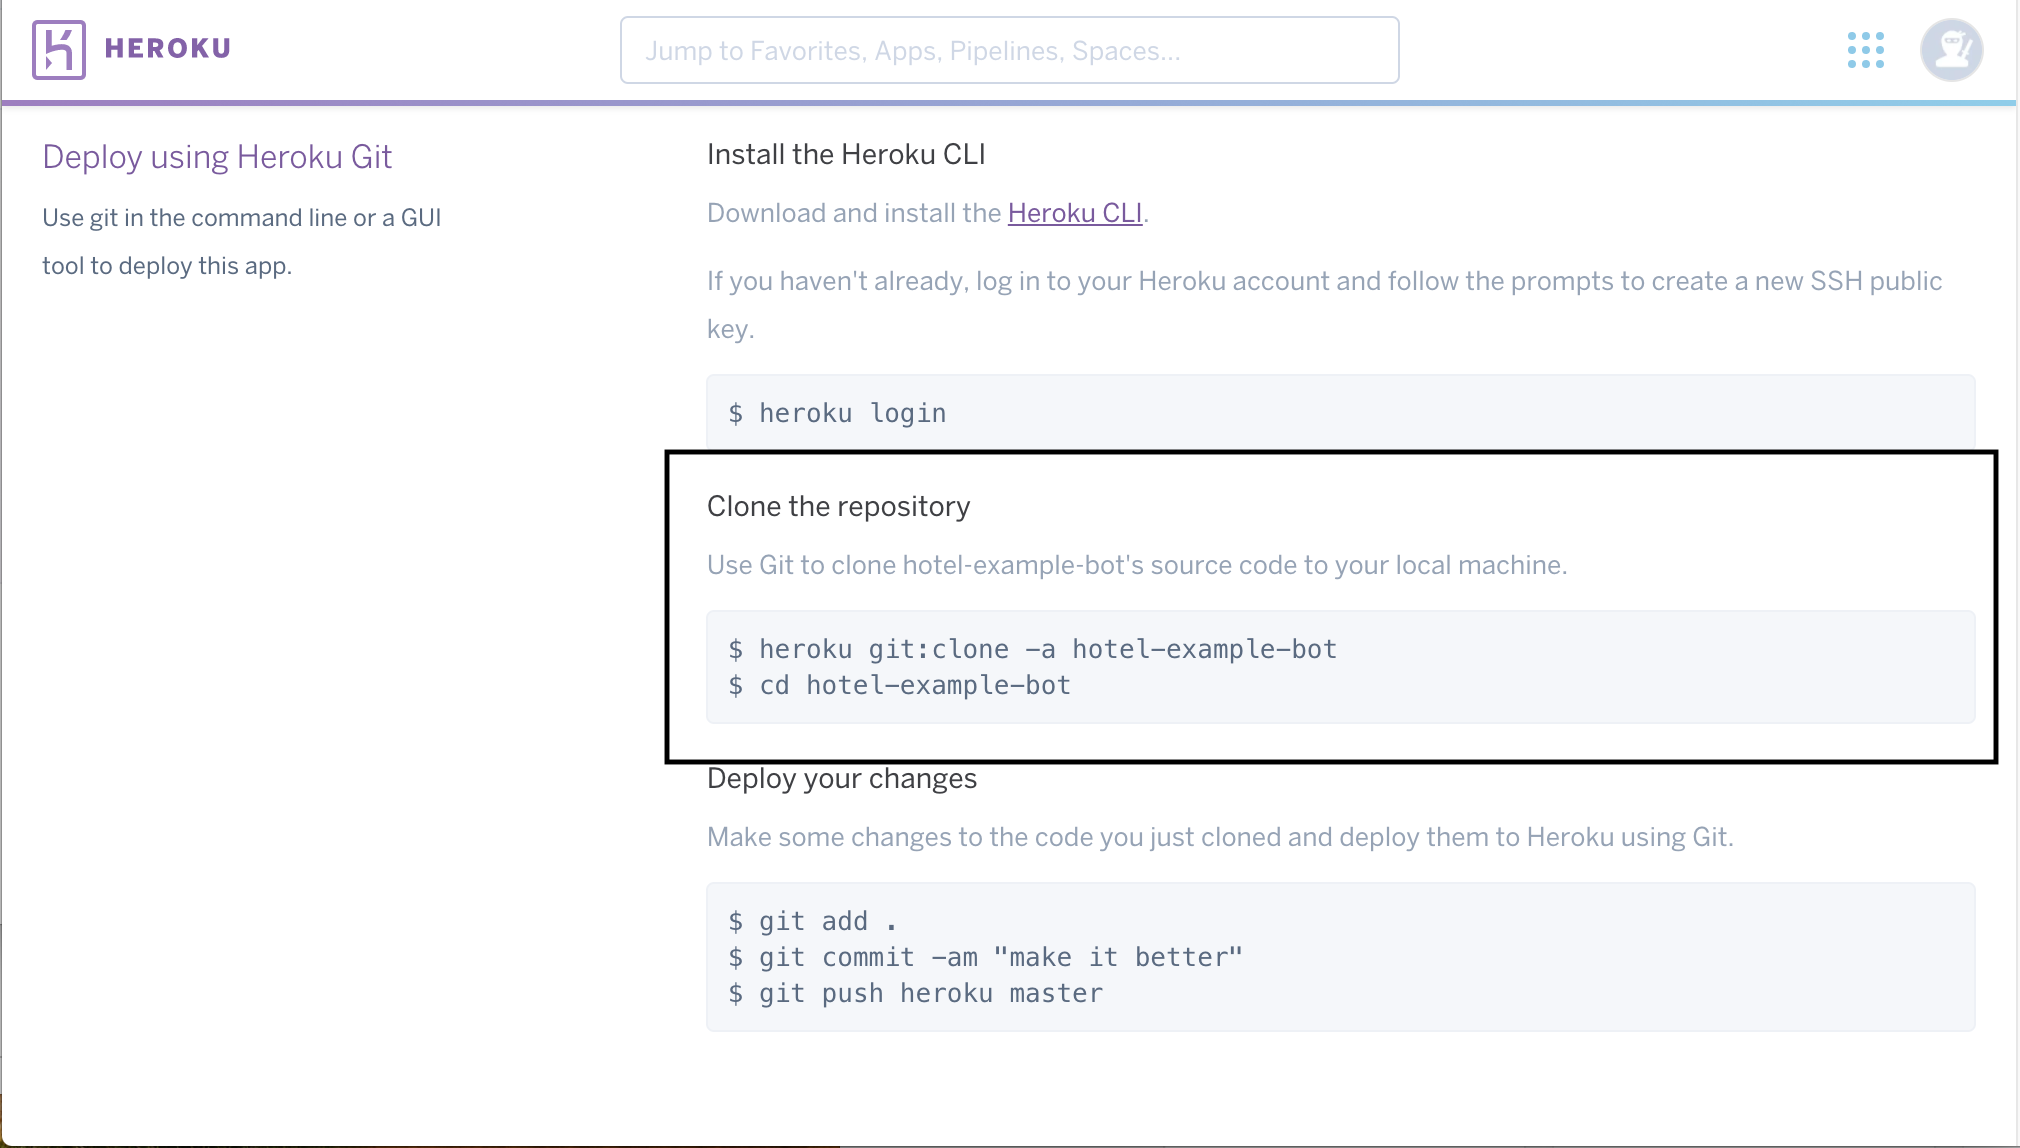 HEROKU
Jump to Favorites, Apps, Pipelines, Spaces...
Deploy using Heroku Git
Use git in the command line or a GUI
tool to deploy this app.
Install the Heroku CLI
Download and install the Heroku CLI.
If you haven't already, log in to your Heroku account and follow the prompts to create a new SSH public
key.
$ heroku login
Clone the repository
Use Git to clone hotel-example-bot's source code to your local machine.
$ heroku git:clone -a hotel-example-bot
$ cd hotel-example-bot
Deploy your changes
Make some changes to the code you just cloned and deploy them to Heroku using Git.
$ git add .
$ git commit -am "make it better"
$ git push heroku master